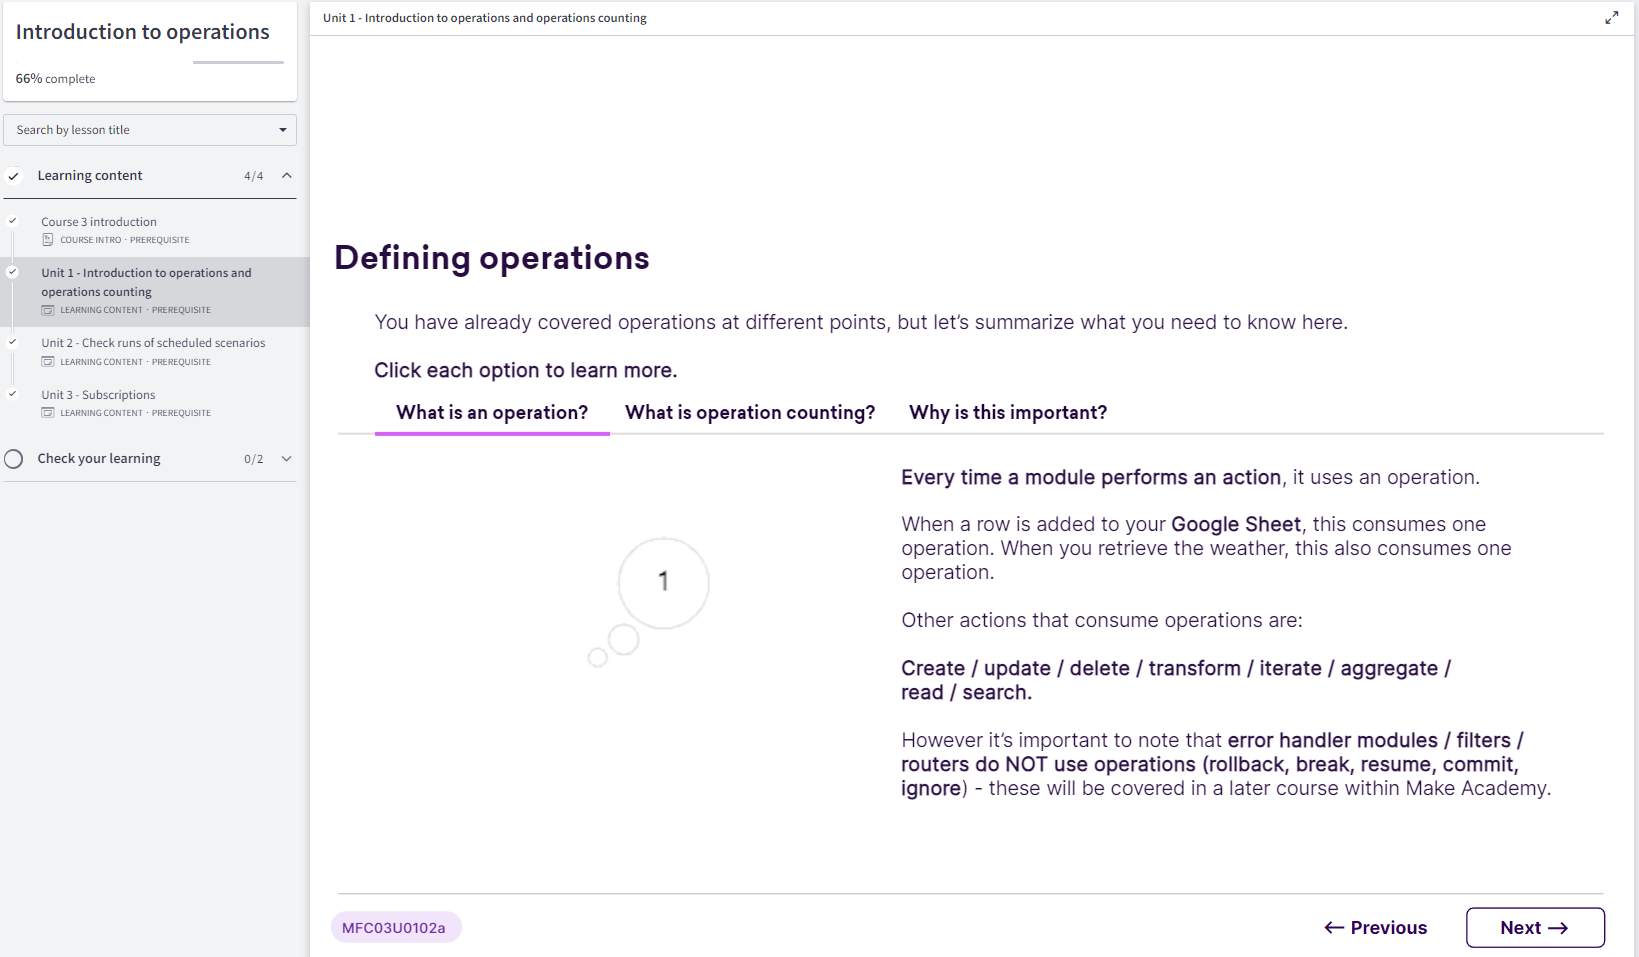 Introduction to operations
66% complete
Search by lesson title
Learning content 4/4
Course 3 introduction
COURSE INTRO · PREREQUISITE
Unit 1 - Introduction to operations and
operations counting
LEARNING CONTENT · PREREQUISITE
Unit 2 - Check runs of scheduled scenarios
LEARNING CONTENT · PREREQUISITE
Unit 3 - Subscriptions
LEARNING CONTENT · PREREQUISITE
Check your learning 0/2
Unit 1 - Introduction to operations and operations counting
Defining operations
You have already covered operations at different points, but let’s summarize what you need to know here.
Click each option to learn more.
What is an operation? What is operation counting? Why is this important?
1
Every time a module performs an action, it uses an operation.
When a row is added to your Google Sheet, this consumes one
operation. When you retrieve the weather, this also consumes one
operation.
Other actions that consume operations are:
Create / update / delete / transform / iterate / aggregate /
read / search.
However it’s important to note that error handler modules / filters /
routers do NOT use operations (rollback, break, resume, commit,
ignore) - these will be covered in a later course within Make Academy.
MFC03U0102a
← Previous
Next →